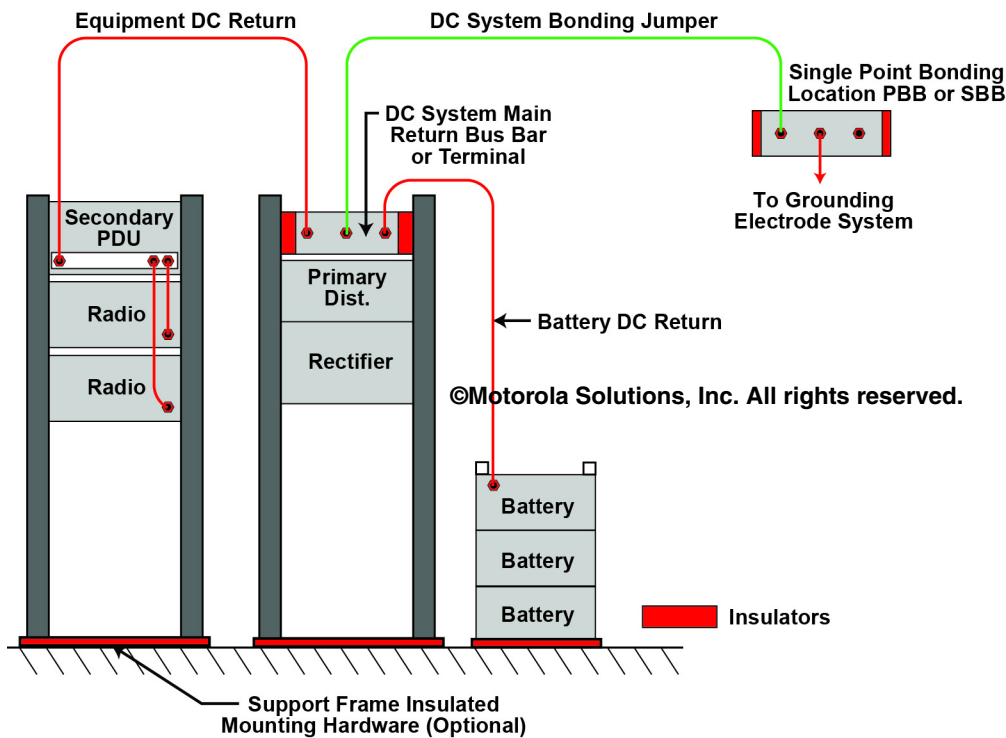 Equipment DC Return
DC System Bonding Jumper
Single Point Bonding
Location PBB or SBB
DC System Main
Return Bus Bar
or Terminal
To Grounding
Electrode System
Secondary
PDU
Radio
Radio
Primary
Dist.
Rectifier
Battery DC Return
©Motorola Solutions, Inc. All rights reserved.
Battery
Battery
Battery
Insulators
Support Frame Insulated
Mounting Hardware (Optional)